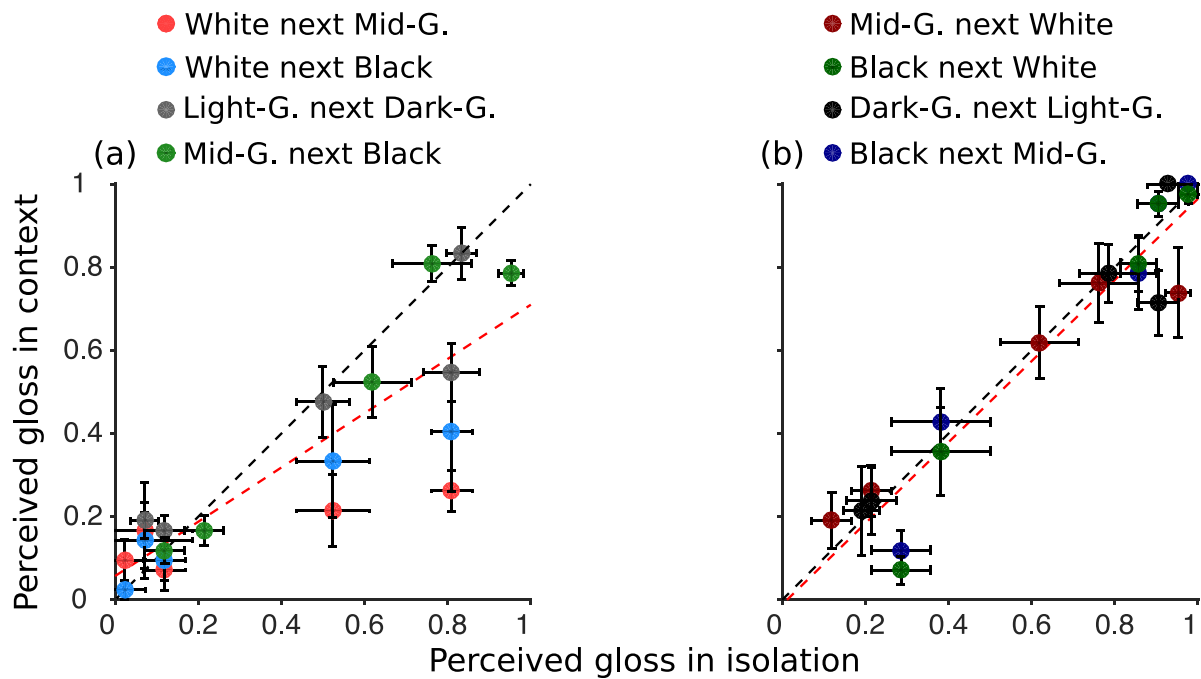 White next Mid-G.
White next Black
Light-G. next Dark-G.
(a) Mid-G. next Black
Mid-G. next White
Black next White
Dark-G. next Light-G.
(b) Black next Mid-G.
Perceived gloss in context
1
0.8
0.6
0.4
0.2
0
0 0.2 0.4 0.6 0.8 1
0 0.2 0.4 0.6 0.8 1
Perceived gloss in isolation